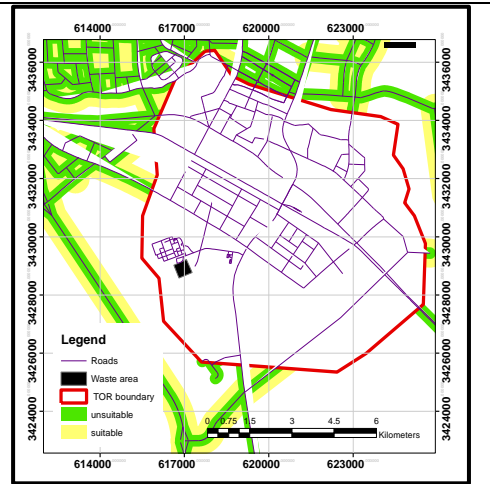 614000 617000 620000 623000
3436000 3436000
3434000 3434000
3432000 3432000
3430000 3430000
3428000 3428000
3426000 3426000
3424000 3424000
Legend
Roads
Waste area
TOR boundary
unsuitable
suitable
0 0.75 1.5 3 4.5 6
Kilometers
614000 617000 620000 623000